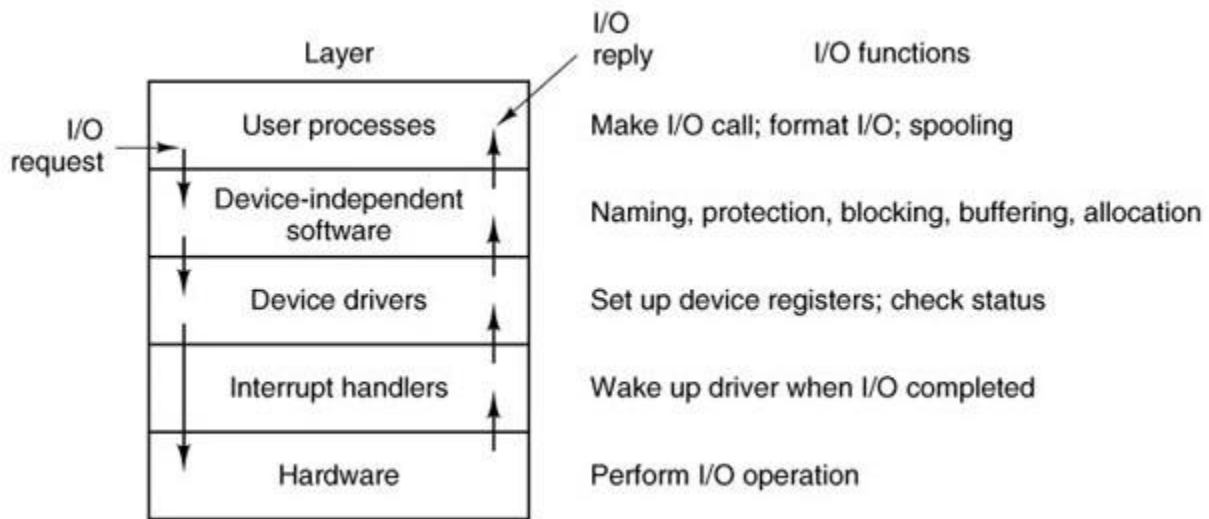 Layer
I/O
reply
I/O functions
I/O
request
User processes
Make I/O call; format I/O; spooling
Device-independent
software
Naming, protection, blocking, buffering, allocation
Device drivers
Set up device registers; check status
Interrupt handlers
Wake up driver when I/O completed
Hardware
Perform I/O operation